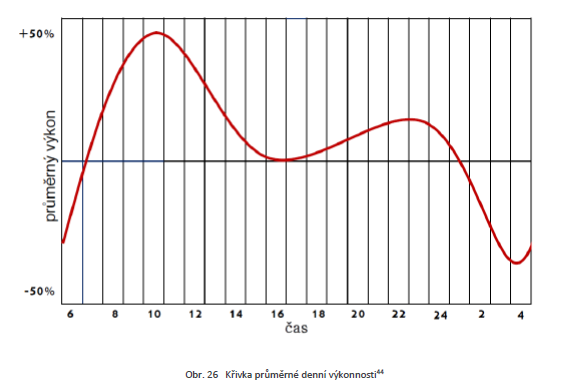 +50%
průměrný výkon
-50%
6 8 10 12 14 16 18 20 22 24 2 4
čas
Obr. 26 Křivka průměrné denní výkonnosti44